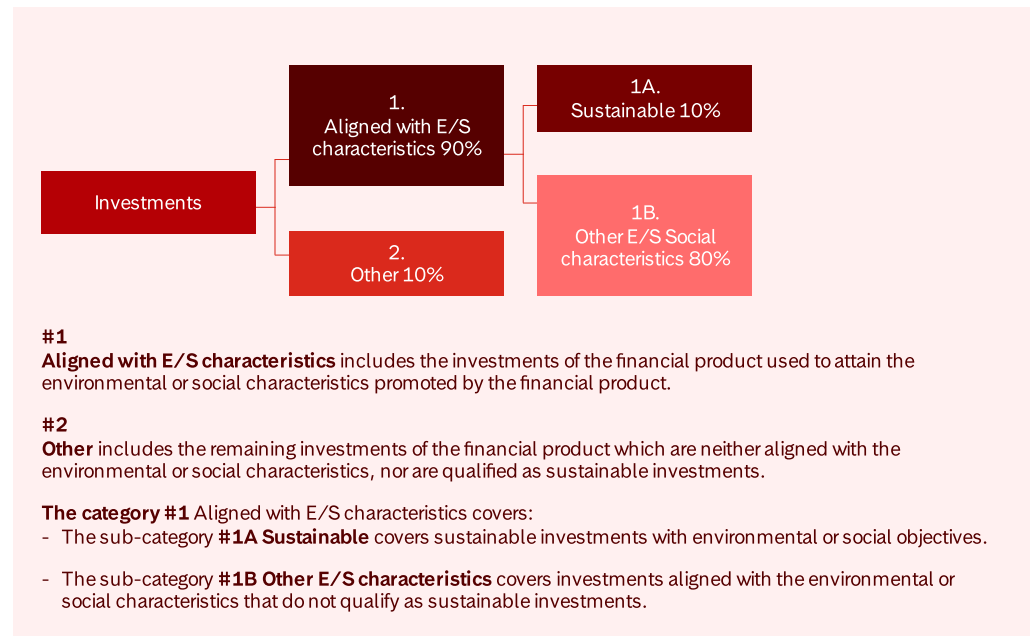 Investments
1.
Aligned with E/S
characteristics 90%
2.
Other 10%
1A.
Sustainable 10%
1B.
Other E/S Social
characteristics 80%
#1
Aligned with E/S characteristics includes the investments of the financial product used to attain the
environmental or social characteristics promoted by the financial product.
#2
Other includes the remaining investments of the financial product which are neither aligned with the
environmental or social characteristics, nor are qualified as sustainable investments.
The category #1 Aligned with E/S characteristics covers:
- The sub-category #1A Sustainable covers sustainable investments with environmental or social objectives.
- The sub-category #1B Other E/S characteristics covers investments aligned with the environmental or
social characteristics that do not qualify as sustainable investments.